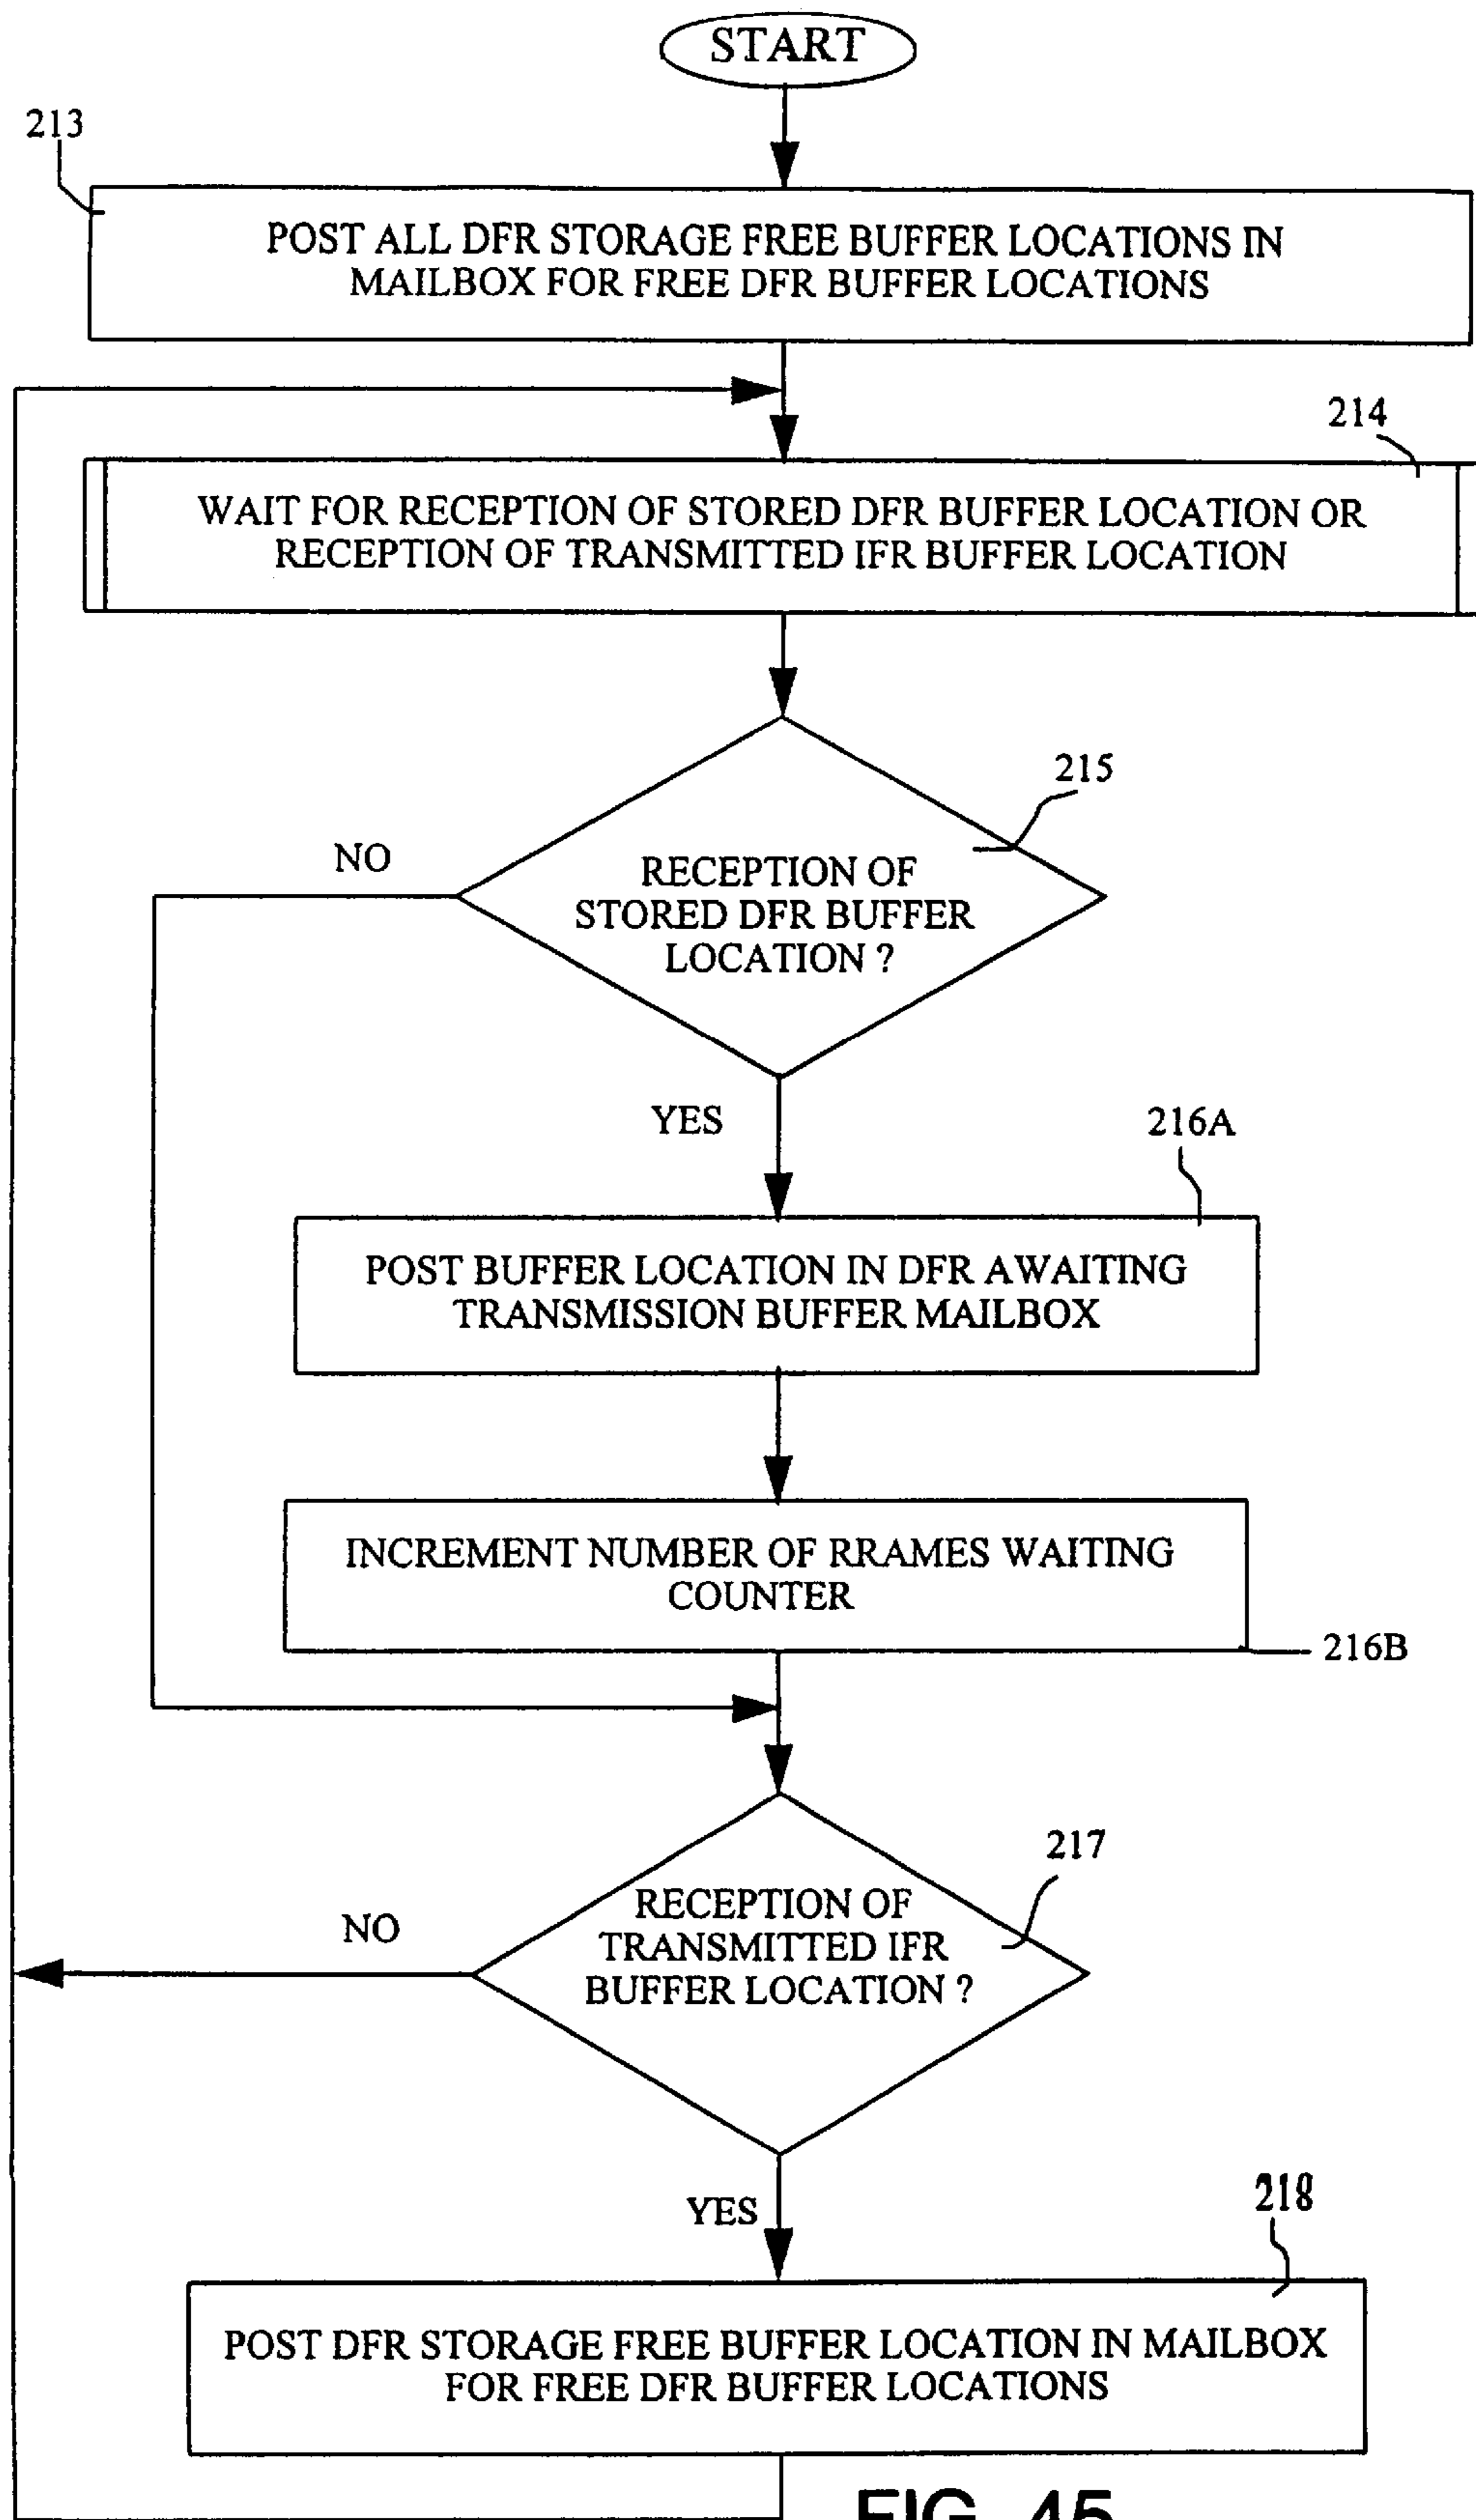 START
213
POST ALL DFR STORAGE FREE BUFFER LOCATIONS IN
MAILBOX FOR FREE DFR BUFFER LOCATIONS
214
WAIT FOR RECEPTION OF STORED DFR BUFFER LOCATION OR
RECEPTION OF TRANSMITTED IFR BUFFER LOCATION
215
NO
RECEPTION OF
STORED DFR BUFFER
LOCATION ?
YES
216A
POST BUFFER LOCATION IN DFR AWAITING
TRANSMISSION BUFFER MAILBOX
INCREMENT NUMBER OF RRAMES WAITING
COUNTER
216B
217
NO
RECEPTION OF
TRANSMITTED IFR
BUFFER LOCATION ?
YES
218
POST DFR STORAGE FREE BUFFER LOCATION IN MAILBOX
FOR FREE DFR BUFFER LOCATIONS
FIG. 45